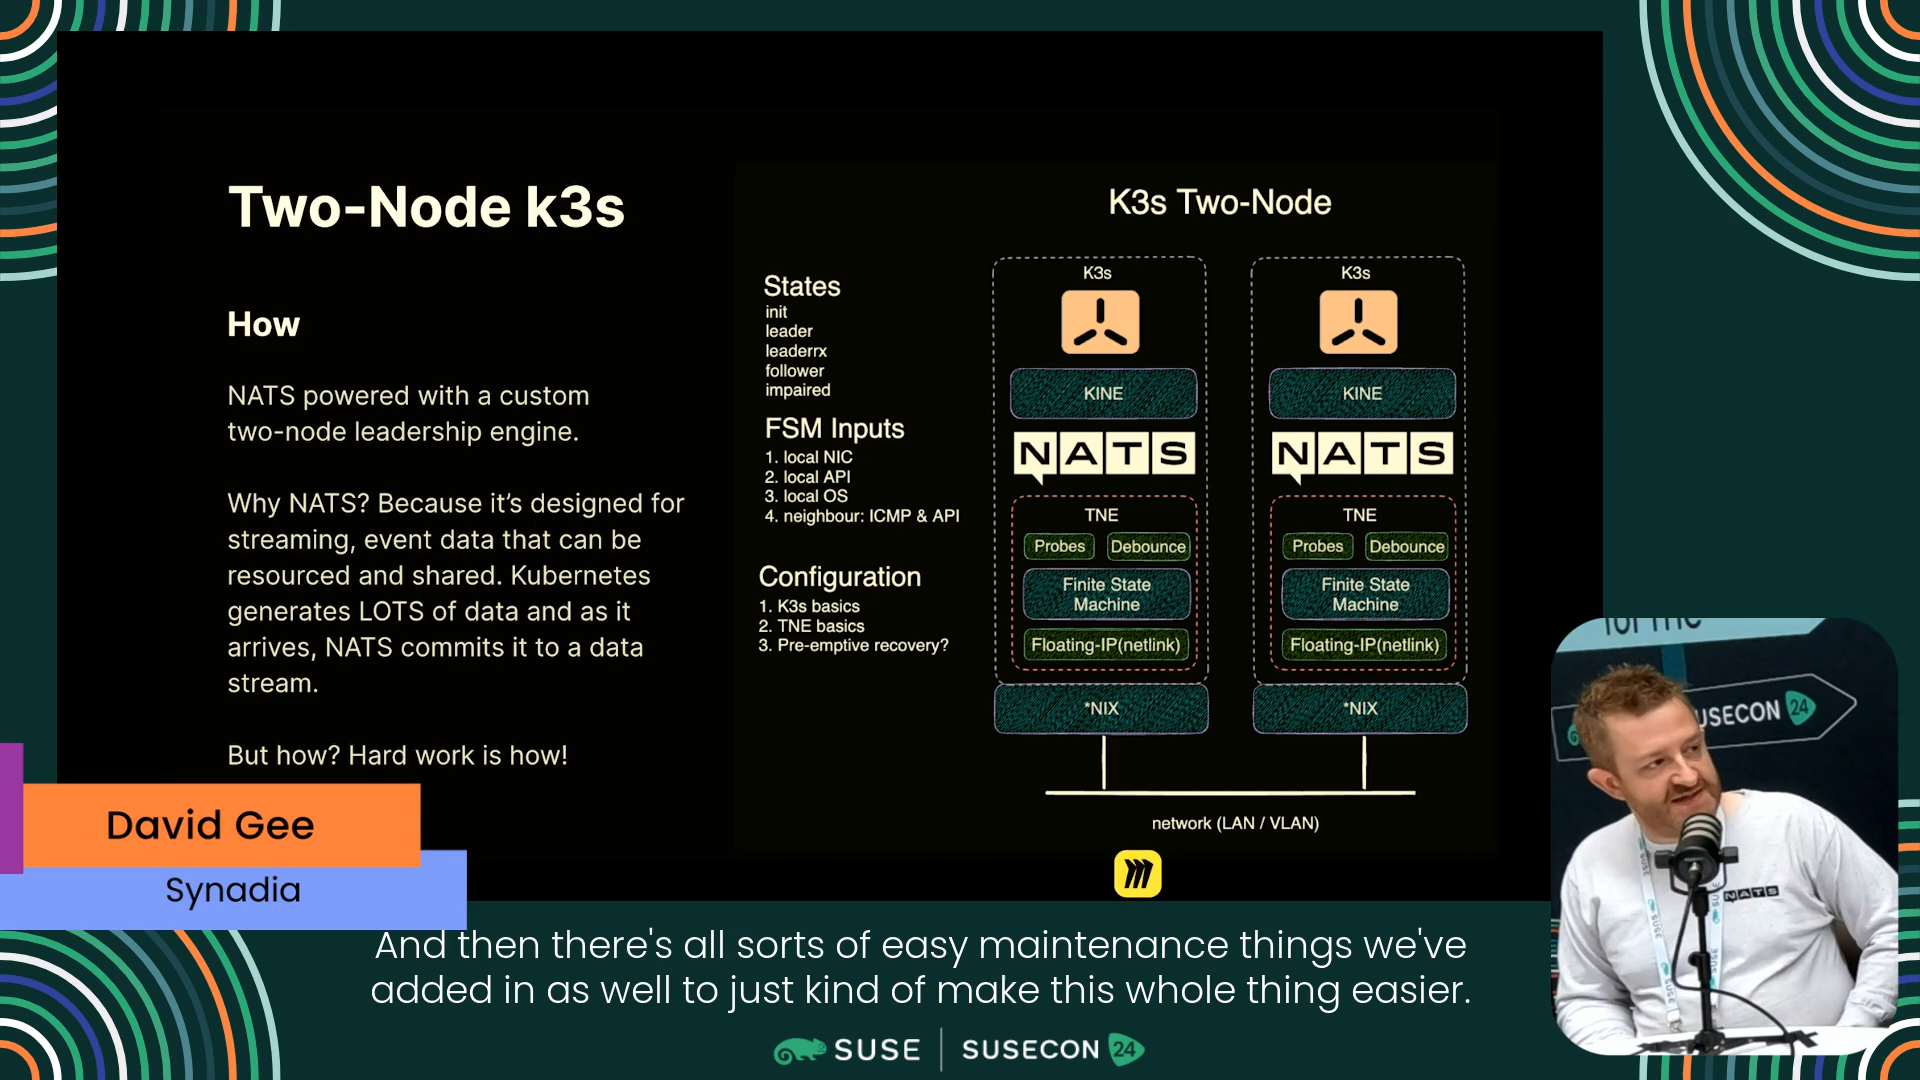 Two-Node k3s
How
NATS powered with a custom
two-node leadership engine.
Why NATS? Because it’s designed for
streaming, event data that can be
resourced and shared. Kubernetes
generates LOTS of data and as it
arrives, NATS commits it to a data
stream.
But how? Hard work is how!
K3s Two-Node
States
init
leader
leaderrx
follower
impaired
FSM Inputs
1. local NIC
2. local API
3. local OS
4. neighbour: ICMP & API
Configuration
1. K3s basics
2. TNE basics
3. Pre-emptive recovery?
K3s
KINE
NATS
TNE
Probes Debounce
Finite State
Machine
Floating-IP(netlink)
*NIX
K3s
KINE
NATS
TNE
Probes Debounce
Finite State
Machine
Floating-IP(netlink)
*NIX
network (LAN / VLAN)
for the
USECON 24
NATS
SUSE
SUSE
David Gee
Synadia
And then there's all sorts of easy maintenance things we've
added in as well to just kind of make this whole thing easier.
SUSE | SUSECON 24